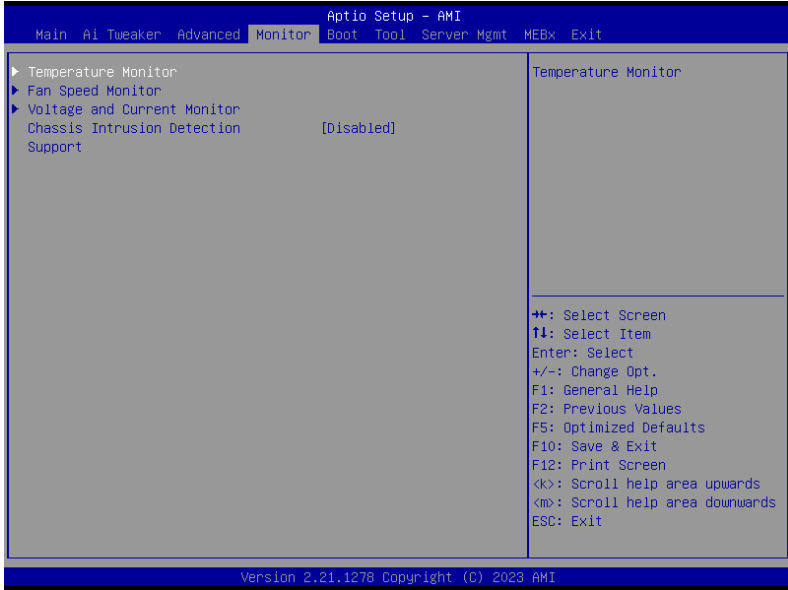 Aptio Setup – AMI
Main Ai Tweaker Advanced Monitor Boot Tool Server Mgmt MEBx Exit
▶ Temperature Monitor
▶ Fan Speed Monitor
▶ Voltage and Current Monitor
Chassis Intrusion Detection [Disabled]
Support
Temperature Monitor
→←: Select Screen
↑↓: Select Item
Enter: Select
+/-: Change Opt.
F1: General Help
F2: Previous Values
F5: Optimized Defaults
F10: Save & Exit
F12: Print Screen
<k>: Scroll help area upwards
<m>: Scroll help area downwards
ESC: Exit
Version 2.21.1278 Copyright (C) 2023 AMI